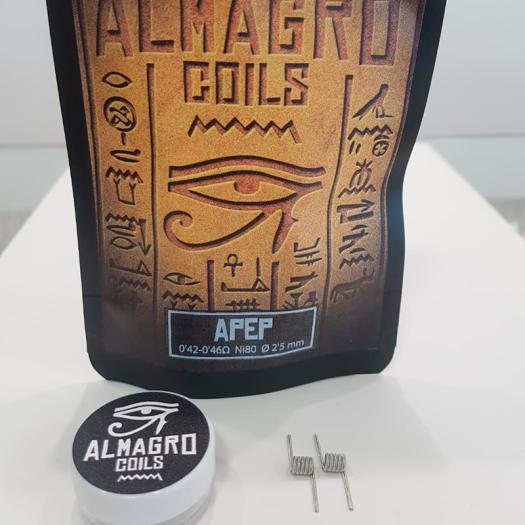 ALMAGRO
COILS
APEP
0'42-0'46Ω Ni80 Ø 2'5 mm
ALMAGRO
COILS